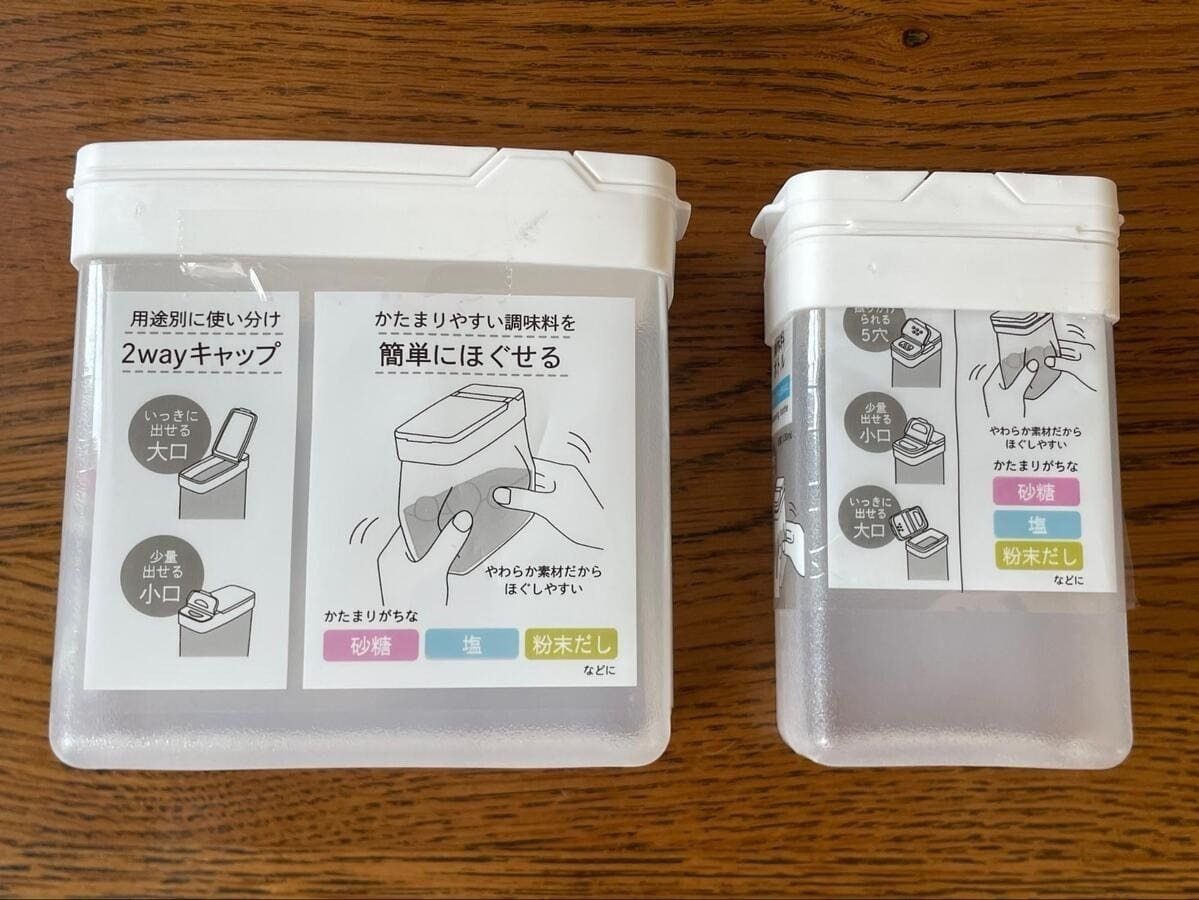 用途別に使い分け
2wayキャップ
いっきに
出せる
大口
少量
出せる
小口
かたまりやすい調味料を
簡単にほぐせる
やわらか素材だから
ほぐしやすい
かたまりがちな
砂糖
塩
粉末だし
などに
られる
5穴
少量
出せる
小口
いっきに
出せる
大口
やわらか素材だから
ほぐしやすい
かたまりがちな
砂糖
塩
粉末だし
などに